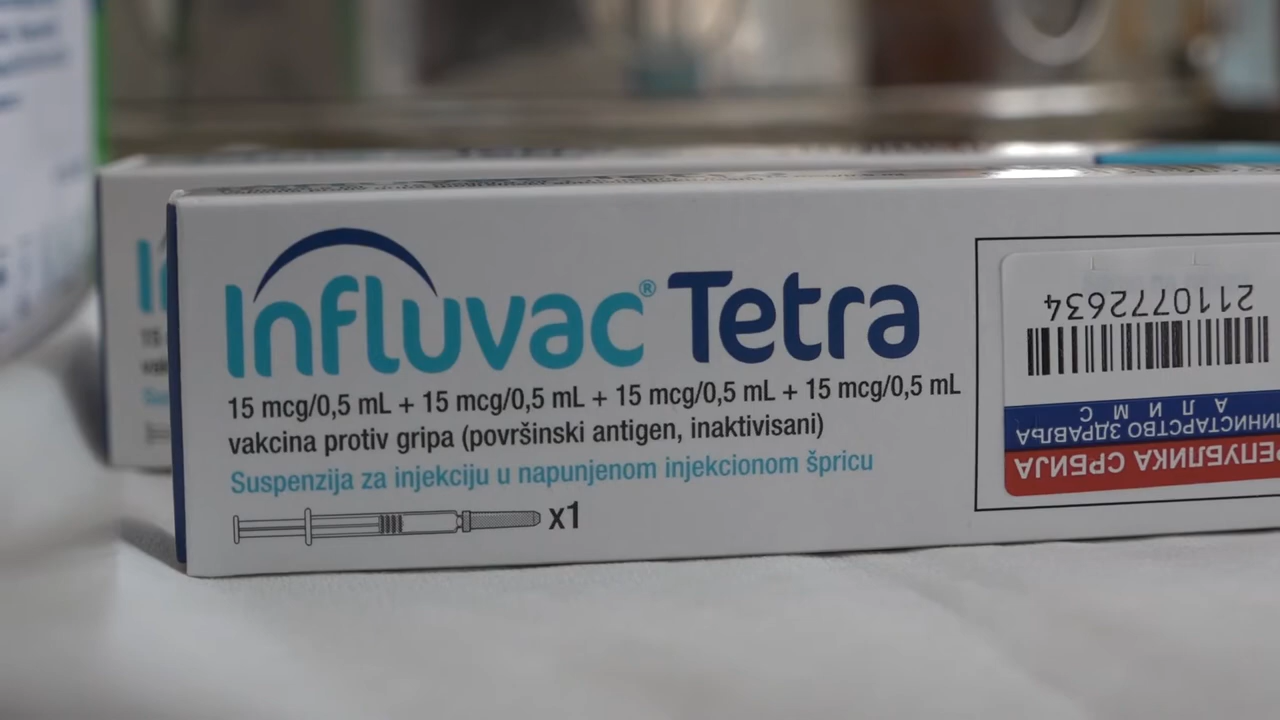 Influvac® Tetra
15 mcg/0,5 mL + 15 mcg/0,5 mL + 15 mcg/0,5 mL + 15 mcg/0,5 mL
vakcina protiv gripa (površinski antigen, inaktivisani)
Suspenzija za injekciju u napunjenom injekcionom špricu
x1
РЕПУБЛИКА СРБИЈА
МИНИСТАРСТВО ЗДРАВЉА
А Л И М С
2110772634